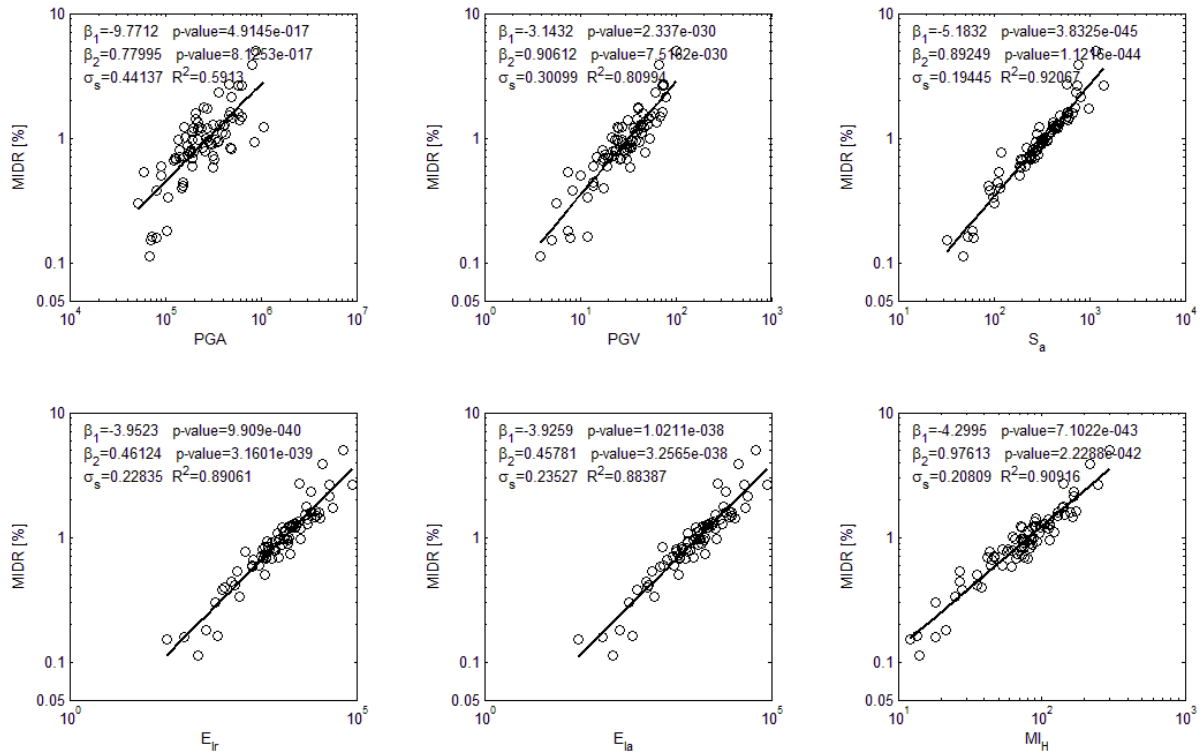 β1=-9.7712 p-value=4.9145e-017
β2=0.77995 p-value=8.1253e-017
σs=0.44137 R2=0.5913
10
1
0.1
0.05
MIDR [%]
10^4 10^5 10^6 10^7
PGA
β1=-3.1432 p-value=2.337e-030
β2=0.90612 p-value=7.5182e-030
σs=0.30099 R2=0.80994
10
1
0.1
0.05
MIDR [%]
10^0 10^1 10^2 10^3
PGV
β1=-5.1832 p-value=3.8325e-045
β2=0.89249 p-value=1.1216e-044
σs=0.19445 R2=0.92067
10
1
0.1
0.05
MIDR [%]
10^1 10^2 10^3 10^4
Sa
β1=-3.9523 p-value=9.909e-040
β2=0.46124 p-value=3.1601e-039
σs=0.22835 R2=0.89061
10
1
0.1
0.05
MIDR [%]
10^0 10^5
EIr
β1=-3.9259 p-value=1.0211e-038
β2=0.45781 p-value=3.2565e-038
σs=0.23527 R2=0.88387
10
1
0.1
0.05
MIDR [%]
10^0 10^5
EIa
β1=-4.2995 p-value=7.1022e-043
β2=0.97613 p-value=2.2288e-042
σs=0.20809 R2=0.90916
10
1
0.1
0.05
MIDR [%]
10^1 10^2 10^3
MIH